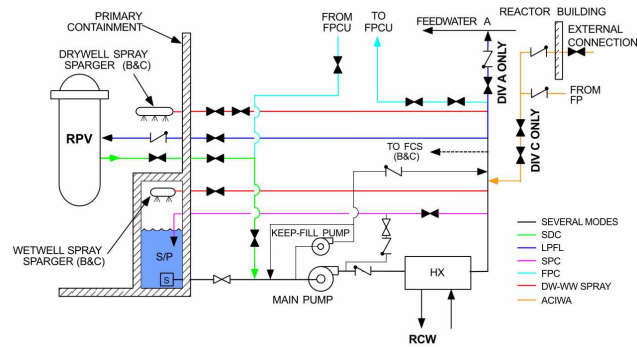 PRIMARY
CONTAINMENT
DRYWELL SPRAY
SPARGER (B&C)
RPV
WETWELL SPRAY
SPARGER (B&C)
S/P
S
FROM
FPCU
TO
FPCU
FEEDWATER A
REACTOR BUILDING
EXTERNAL
CONNECTION
DIV A ONLY
FROM
FP
DIV C ONLY
TO FCS
(B&C)
KEEP-FILL PUMP
MAIN PUMP
HX
RCW
SEVERAL MODES
SDC
LPFL
SPC
FPC
DW-WW SPRAY
ACIWA